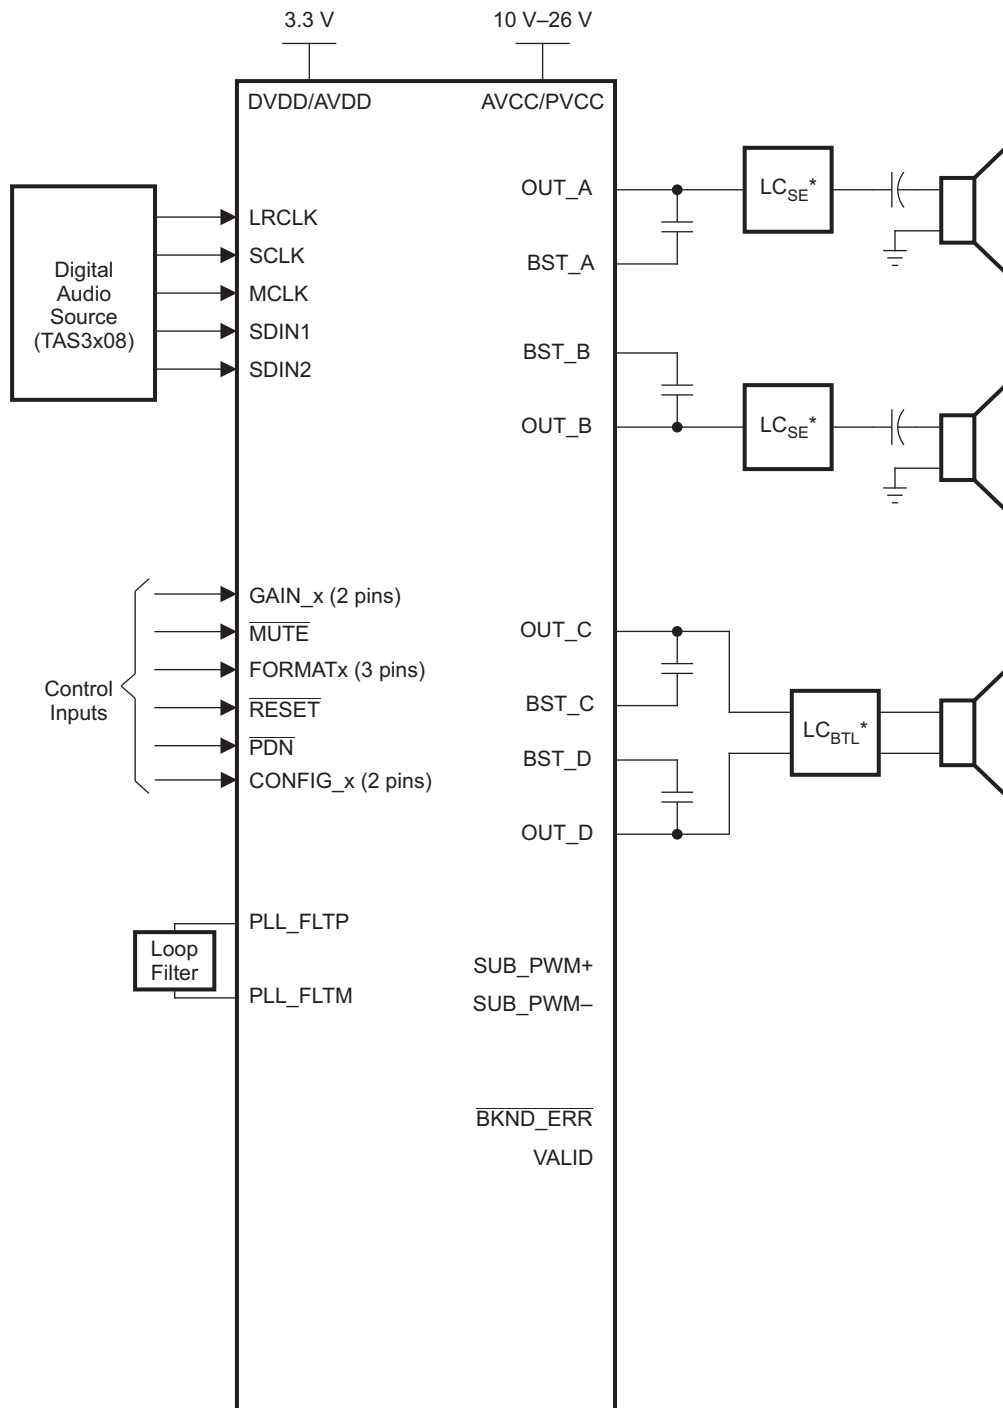 3.3 V
10 V–26 V
DVDD/AVDD
AVCC/PVCC
Digital
Audio
Source
(TAS3x08)
LRCLK
SCLK
MCLK
SDIN1
SDIN2
OUT_A
BST_A
BST_B
OUT_B
LCSE*
LCSE*
Control
Inputs
GAIN_x (2 pins)
MUTE
FORMATx (3 pins)
RESET
PDN
CONFIG_x (2 pins)
OUT_C
BST_C
BST_D
OUT_D
LCBTL*
Loop
Filter
PLL_FLTP
PLL_FLTM
SUB_PWM+
SUB_PWM–
BKND_ERR
VALID